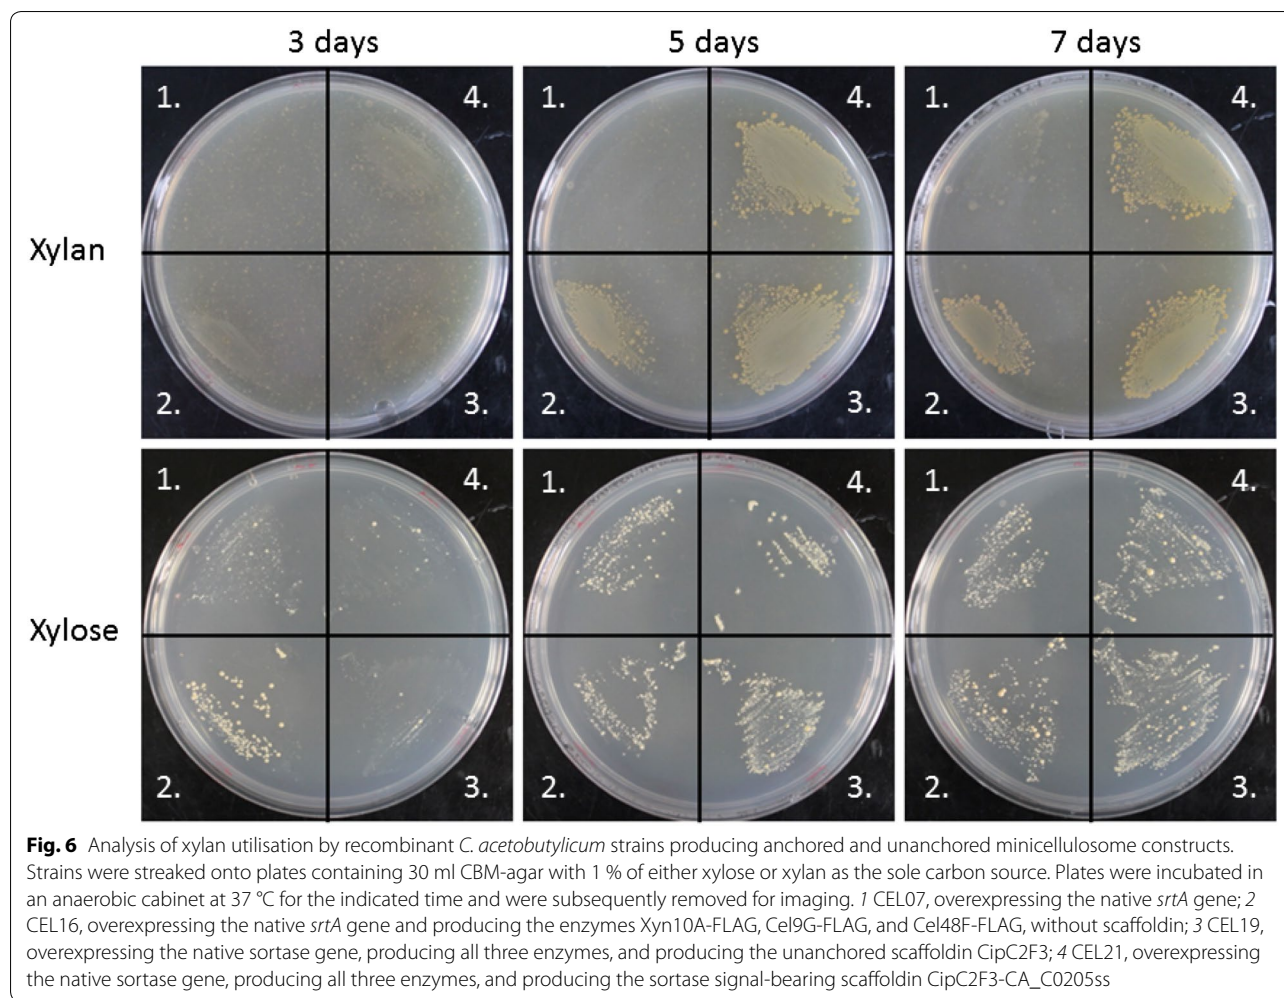 3 days 5 days 7 days
Xylan
1. 4. 1. 4. 1. 4.
2. 3. 2. 3. 2. 3.
Xylose
1. 4. 1. 4. 1. 4.
2. 3. 2. 3. 2. 3.
Fig. 6 Analysis of xylan utilisation by recombinant C. acetobutylicum strains producing anchored and unanchored minicellulosome constructs.
Strains were streaked onto plates containing 30 ml CBM-agar with 1 % of either xylose or xylan as the sole carbon source. Plates were incubated in
an anaerobic cabinet at 37 °C for the indicated time and were subsequently removed for imaging. 1 CEL07, overexpressing the native srtA gene; 2
CEL16, overexpressing the native srtA gene and producing the enzymes Xyn10A-FLAG, Cel9G-FLAG, and Cel48F-FLAG, without scaffoldin; 3 CEL19,
overexpressing the native sortase gene, producing all three enzymes, and producing the unanchored scaffoldin CipC2F3; 4 CEL21, overexpressing
the native sortase gene, producing all three enzymes, and producing the sortase signal-bearing scaffoldin CipC2F3-CA_C0205ss